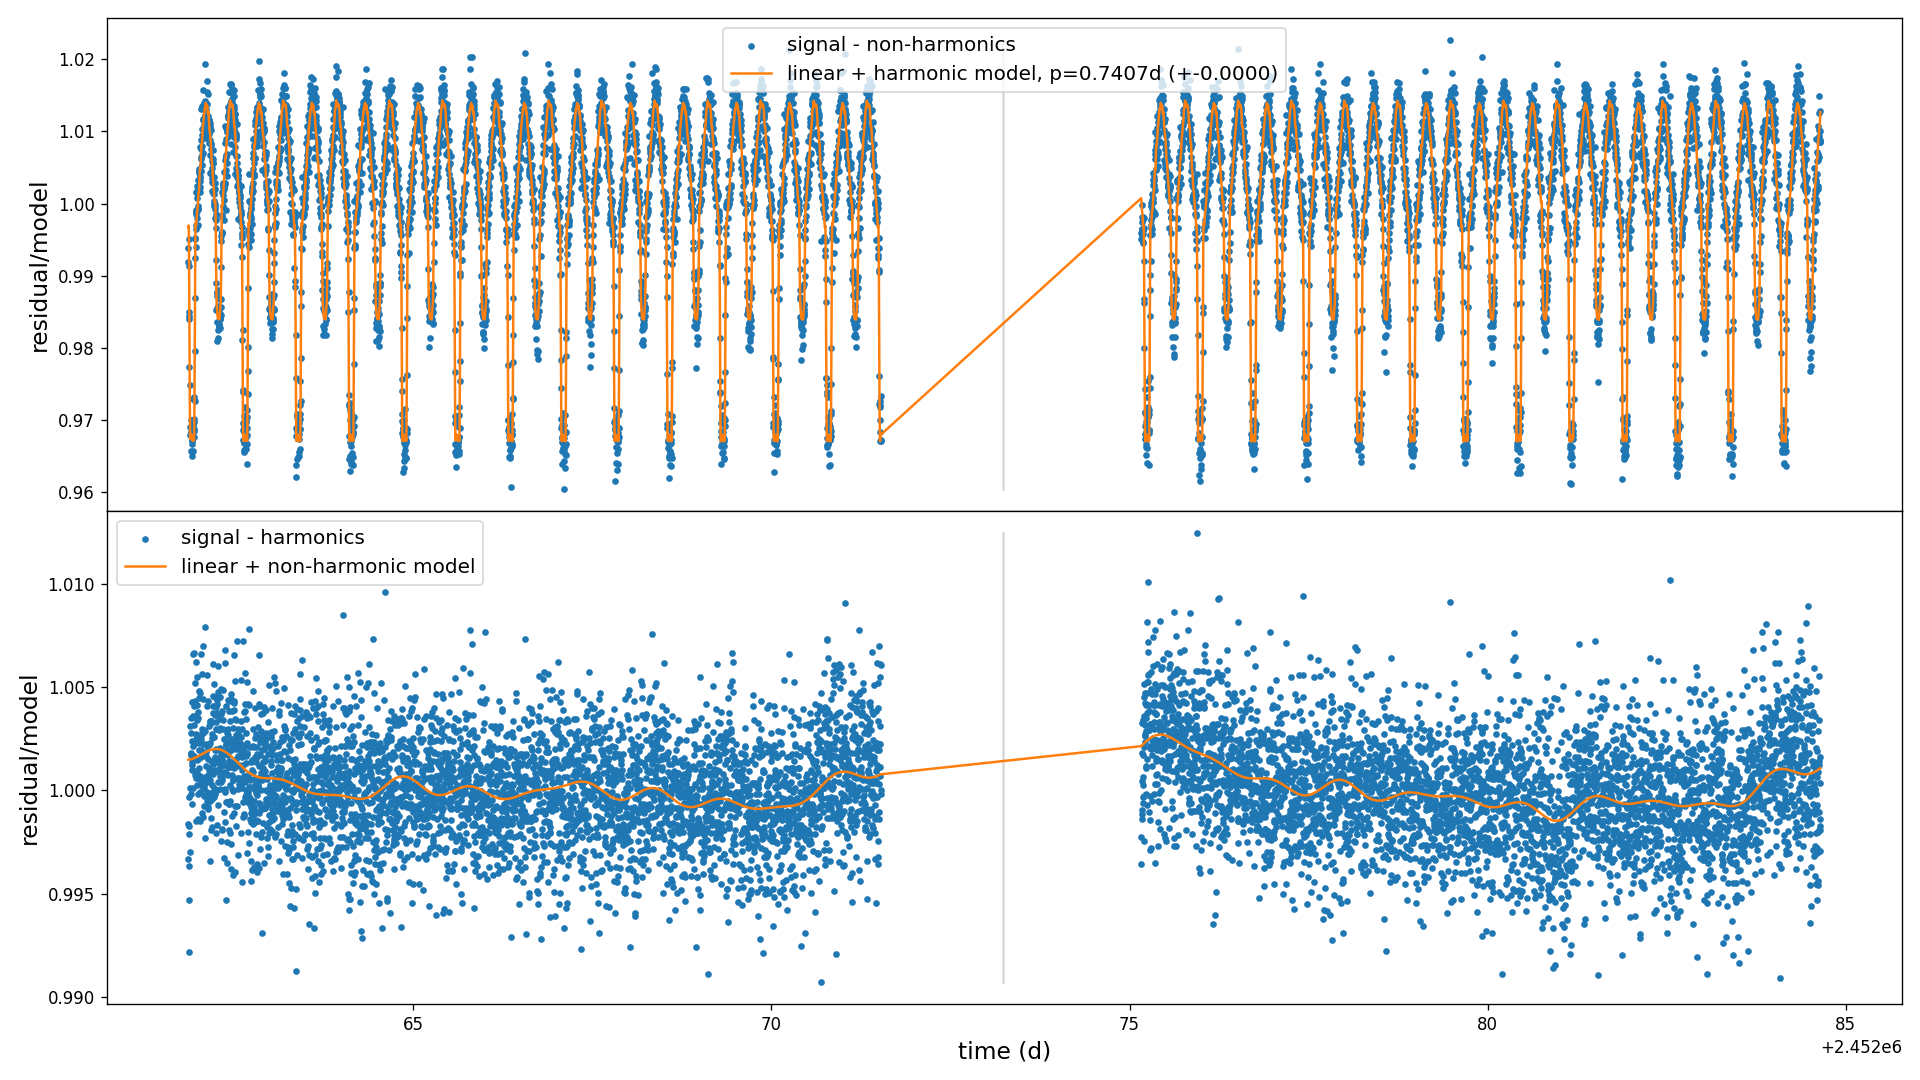 signal - non-harmonics
linear + harmonic model, p=0.7407d (+-0.0000)
1.02
1.01
1.00
0.99
0.98
0.97
0.96
residual/model
signal - harmonics
linear + non-harmonic model
1.010
1.005
1.000
0.995
0.990
residual/model
65
70
75
80
85
time (d)
+2.452e6